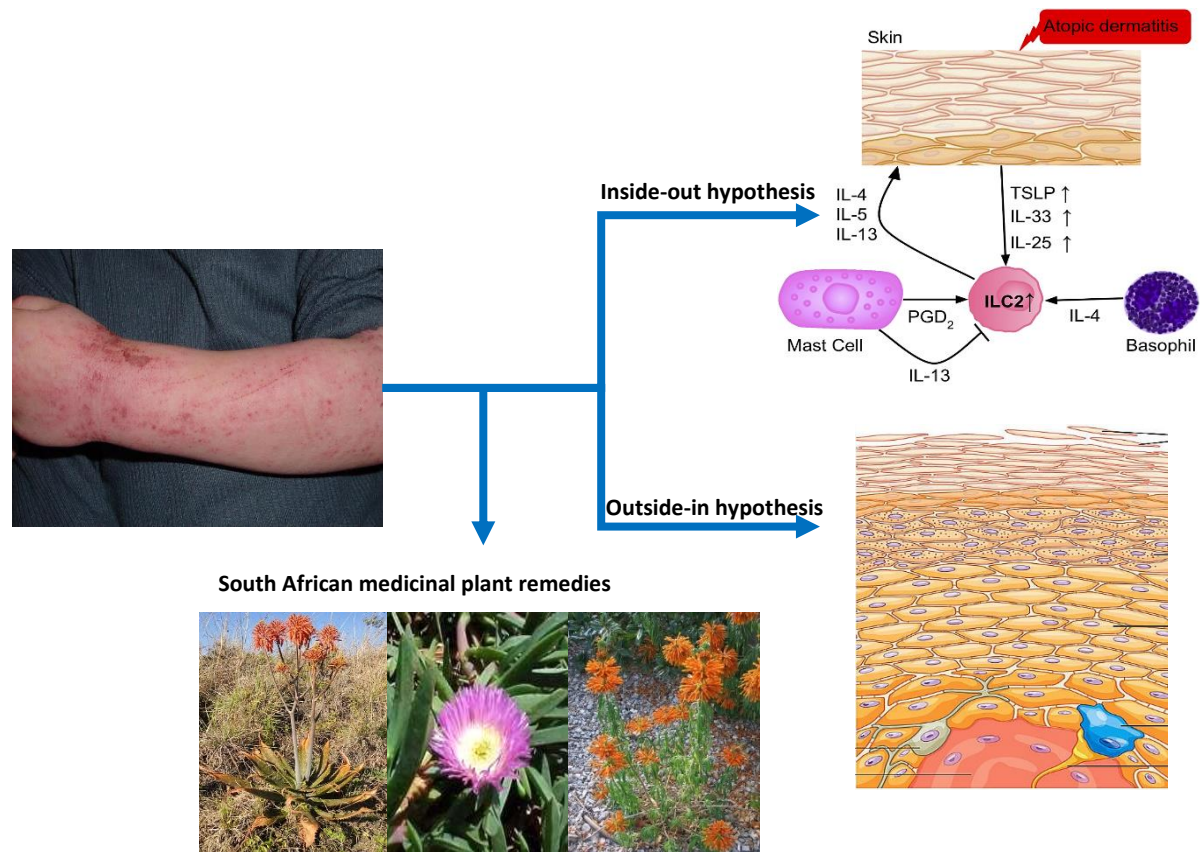 Atopic dermatitis
Skin
Inside-out hypothesis
IL-4
IL-5
IL-13
TSLP ↑
IL-33 ↑
IL-25 ↑
ILC2↑
PGD₂
IL-4
Mast Cell
Basophil
IL-13
Outside-in hypothesis
South African medicinal plant remedies